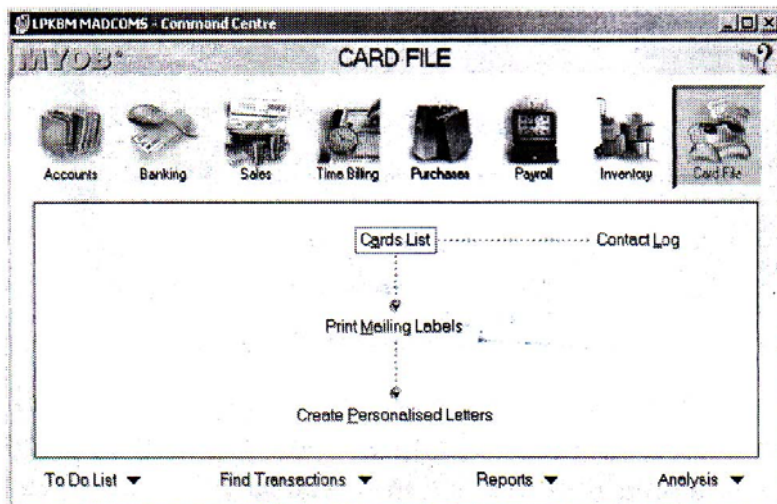 LPKBM MADCOMS - Command Centre
MYOB
CARD FILE
?
Accounts Banking Sales Time Billing Purchases Payroll Inventory Card File
Cards List Contact Log
Print Mailing Labels
Create Personalised Letters
To Do List Find Transactions Reports Analysis